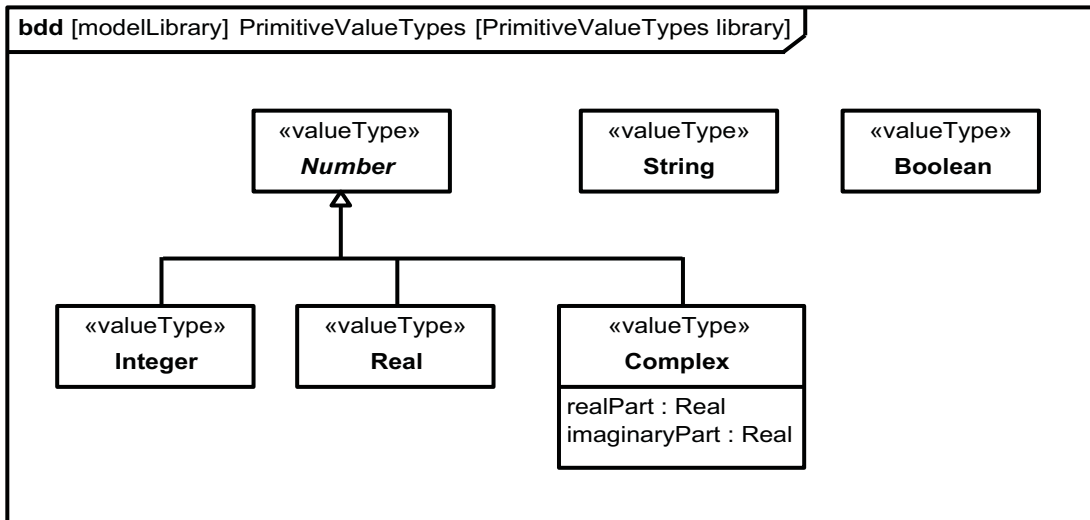 bdd [modelLibrary] PrimitiveValueTypes [PrimitiveValueTypes library]
«valueType»
Number
«valueType»
String
«valueType»
Boolean
«valueType»
Integer
«valueType»
Real
«valueType»
Complex
realPart : Real
imaginaryPart : Real